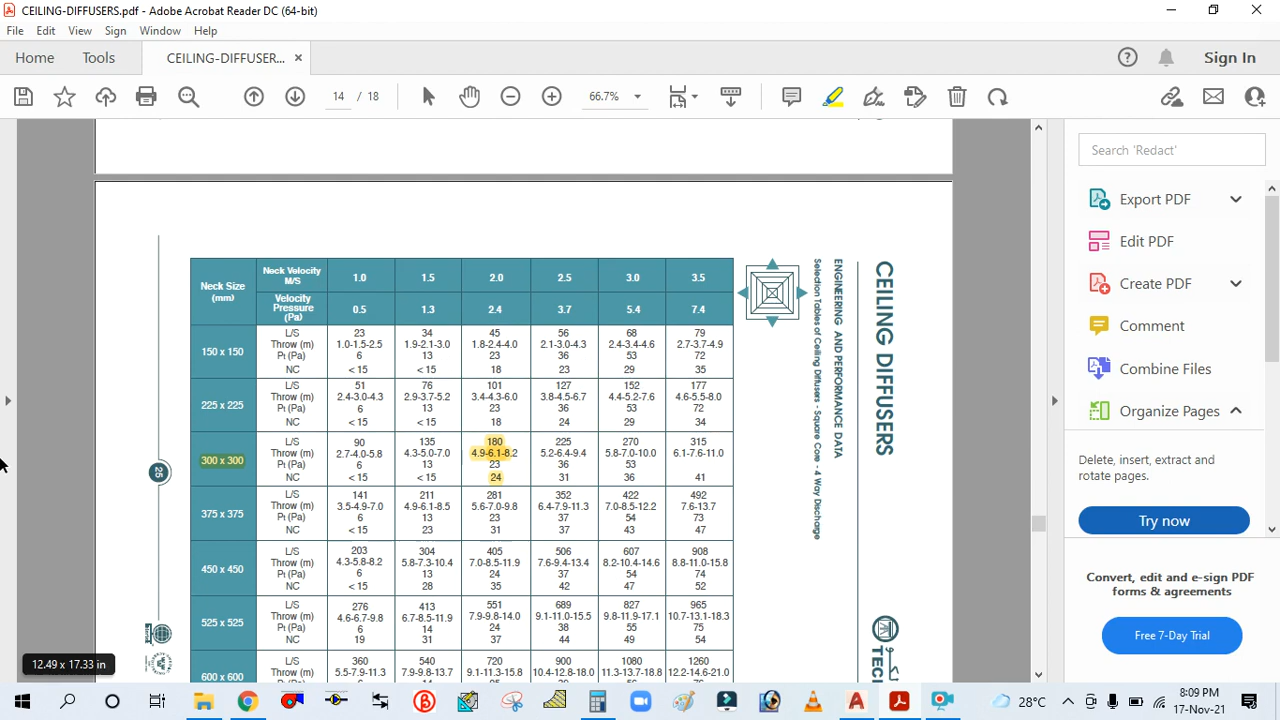 CEILING-DIFFUSERS.pdf - Adobe Acrobat Reader DC (64-bit)
File Edit View Sign Window Help
Home Tools CEILING-DIFFUSER... ×
Sign In
14 / 18
66.7%
Neck Size (mm) Neck Velocity M/S 1.0 1.5 2.0 2.5 3.0 3.5
Velocity Pressure (Pa) 0.5 1.3 2.4 3.7 5.4 7.4
150 x 150
L/S 23 34 45 56 68 79
Throw (m) 1.0-1.5-2.5 1.9-2.1-3.0 1.8-2.4-4.0 2.1-3.0-4.3 2.4-3.4-4.6 2.7-3.7-4.9
Pt (Pa) 6 13 23 36 53 72
NC < 15 < 15 18 23 29 35
225 x 225
L/S 51 76 101 127 152 177
Throw (m) 2.4-3.0-4.3 2.9-3.7-5.2 3.4-4.3-6.0 3.8-4.5-6.7 4.4-5.2-7.6 4.6-5.5-8.0
Pt (Pa) 6 13 23 36 53 72
NC < 15 < 15 18 24 29 34
300 x 300
L/S 90 135 180 225 270 315
Throw (m) 2.7-4.0-5.8 4.3-5.0-7.0 4.9-6.1-8.2 5.2-6.4-9.4 5.8-7.0-10.0 6.1-7.6-11.0
Pt (Pa) 6 13 23 36 53
NC < 15 < 15 24 31 36 41
375 x 375
L/S 141 211 281 352 422 492
Throw (m) 3.5-4.9-7.0 4.9-6.1-8.5 5.6-7.0-9.8 6.4-7.9-11.3 7.0-8.5-12.2 7.6-13.7
Pt (Pa) 6 13 23 37 54 73
NC < 15 23 31 37 43 47
450 x 450
L/S 203 304 405 506 607 908
Throw (m) 4.3-5.8-8.2 5.8-7.3-10.4 7.0-8.5-11.9 7.6-9.4-13.4 8.2-10.4-14.6 8.8-11.0-15.8
Pt (Pa) 6 13 24 37 54 74
NC < 15 28 35 42 47 52
525 x 525
L/S 276 413 551 689 827 965
Throw (m) 4.6-6.7-9.8 6.7-8.5-11.9 7.9-9.8-14.0 9.1-11.0-15.5 9.8-11.9-17.1 10.7-13.1-18.3
Pt (Pa) 6 14 24 38 55 75
NC 19 31 37 44 49 54
600 x 600
L/S 360 540 720 900 1080 1260
Throw (m) 5.5-7.9-11.3 7.9-9.8-13.7 9.1-11.3-15.8 10.4-12.8-18.0 11.3-13.7-18.8 12.2-14.6-21.0
CEILING DIFFUSERS
ENGINEERING AND PERFORMANCE DATA
Selection Tables of Ceiling Diffusers - Square Core - 4 Way Discharge
25
TECH
12.49 x 17.33 in
Search 'Redact'
Export PDF
Edit PDF
Create PDF
Comment
Combine Files
Organize Pages
Delete, insert, extract and
rotate pages.
Try now
Convert, edit and e-sign PDF
forms & agreements
Free 7-Day Trial
28°C
8:09 PM
17-Nov-21